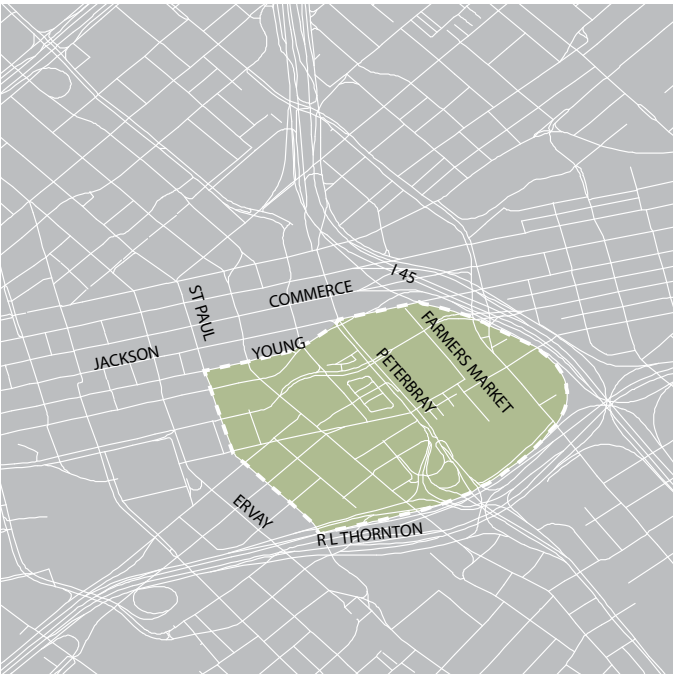 I 45
COMMERCE
ST PAUL
FARMERS MARKET
YOUNG
JACKSON
PETERBRAY
ERVAY
R L THORNTON